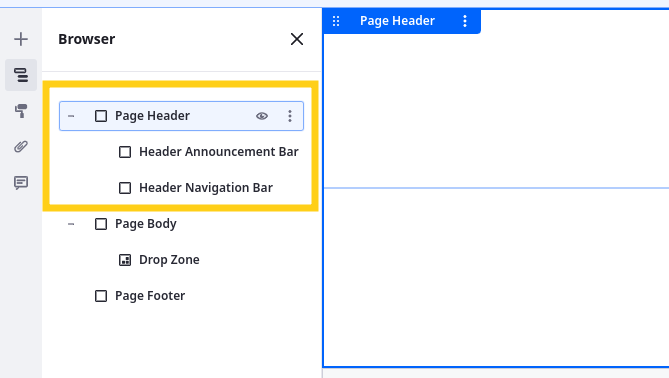 Page Header
Browser
Page Header
Header Announcement Bar
Header Navigation Bar
Page Body
Drop Zone
Page Footer